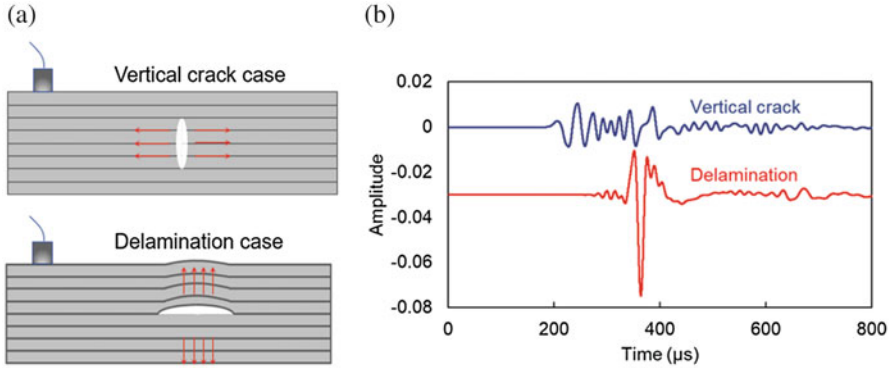 (a)
Vertical crack case
Delamination case
(b)
0.02
0
-0.02
-0.04
-0.06
-0.08
Amplitude
Vertical crack
Delamination
0
200
400
600
800
Time (µs)